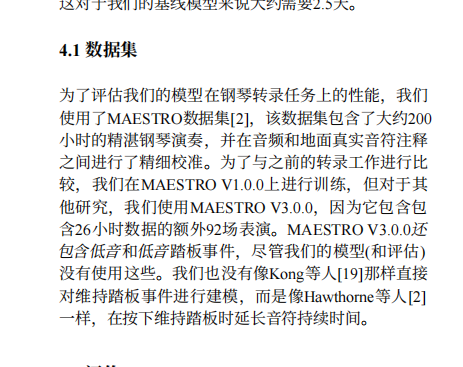 这对于我们的基线模型来说大约需要2.5天。
4.1 数据集
为了评估我们的模型在钢琴转录任务上的性能，我们
使用了MAESTRO数据集[2]，该数据集包含了大约200
小时的精湛钢琴演奏，并在音频和地面真实音符注释
之间进行了精细校准。为了与之前的转录工作进行比
较，我们在MAESTRO V1.0.0上进行训练，但对于其
他研究，我们使用MAESTRO V3.0.0，因为它包含包
含26小时数据的额外92场表演。MAESTRO V3.0.0还
包含低音和低音踏板事件，尽管我们的模型(和评估)
没有使用这些。我们也没有像Kong等人[19]那样直接
对维持踏板事件进行建模，而是像Hawthorne等人[2]
一样，在按下维持踏板时延长音符持续时间。